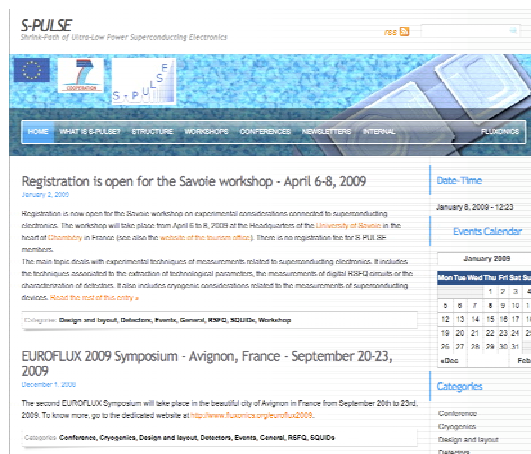 S-PULSE
Shrink-Path of Ultra-Low Power Superconducting Electronics
rss
7
COOPERATION
S-PULSE
HOME WHAT IS S-PULSE? STRUCTURE WORKSHOPS CONFERENCES NEWSLETTERS INTERNAL FLUXONICS
Registration is open for the Savoie workshop - April 6-8, 2009
January 2, 2009
Registration is now open for the Savoie workshop on experimental considerations connected to superconducting
electronics. The workshop will take place from April 6 to 8, 2009 at the Headquarters of the University of Savoie in the
heart of Chambéry in France (see also the website of the tourism office). There is no registration fee for S-PULSE
members.
The main topic deals with experimental techniques of measurements related to superconducting electronics. It includes
the techniques associated to the extraction of technological parameters, the measurements of digital RSFQ circuits or the
characterization of detectors. It also includes cryogenic considerations related to the measurements of superconducting
devices. Read the rest of this entry »
Categories: Design and layout, Detectors, Events, General, RSFQ, SQUIDs, Workshop
EUROFLUX 2009 Symposium - Avignon, France - September 20-23,
2009
December 1, 2008
The second EUROFLUX Symposium will take place in the beautiful city of Avignon in France from September 20th to 23rd,
2009. To know more, go to the dedicated website at http://www.fluxonics.org/euroflux2009.
Categories: Conference, Cryogenics, Design and layout, Detectors, Events, General, RSFQ, SQUIDs
Date-Time
January 8, 2009 - 12:23
Events Calendar
January 2009
Mon Tue Wed Thu Fri Sat Su
1 2 3 4
5 6 7 8 9 10 1
12 13 14 15 16 17 1
19 20 21 22 23 24 2
26 27 28 29 30 31
«Dec Feb
Categories
Conference
Cryogenics
Design and layout
Detectors